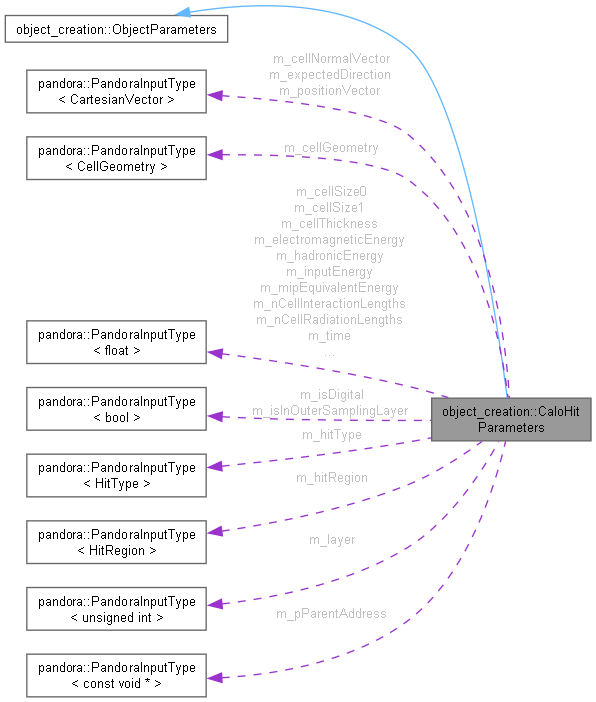 object_creation::ObjectParameters
m_cellNormalVector
m_expectedDirection
m_positionVector
pandora::PandoraInputType
< CartesianVector >
m_cellGeometry
pandora::PandoraInputType
< CellGeometry >
m_cellSize0
m_cellSize1
m_cellThickness
m_electromagneticEnergy
m_hadronicEnergy
m_inputEnergy
m_mipEquivalentEnergy
m_nCellInteractionLengths
m_nCellRadiationLengths
m_time
...
pandora::PandoraInputType
< float >
m_isDigital
m_isInOuterSamplingLayer
pandora::PandoraInputType
< bool >
object_creation::CaloHit
Parameters
m_hitType
pandora::PandoraInputType
< HitType >
m_hitRegion
pandora::PandoraInputType
< HitRegion >
m_layer
pandora::PandoraInputType
< unsigned int >
m_pParentAddress
pandora::PandoraInputType
< const void * >